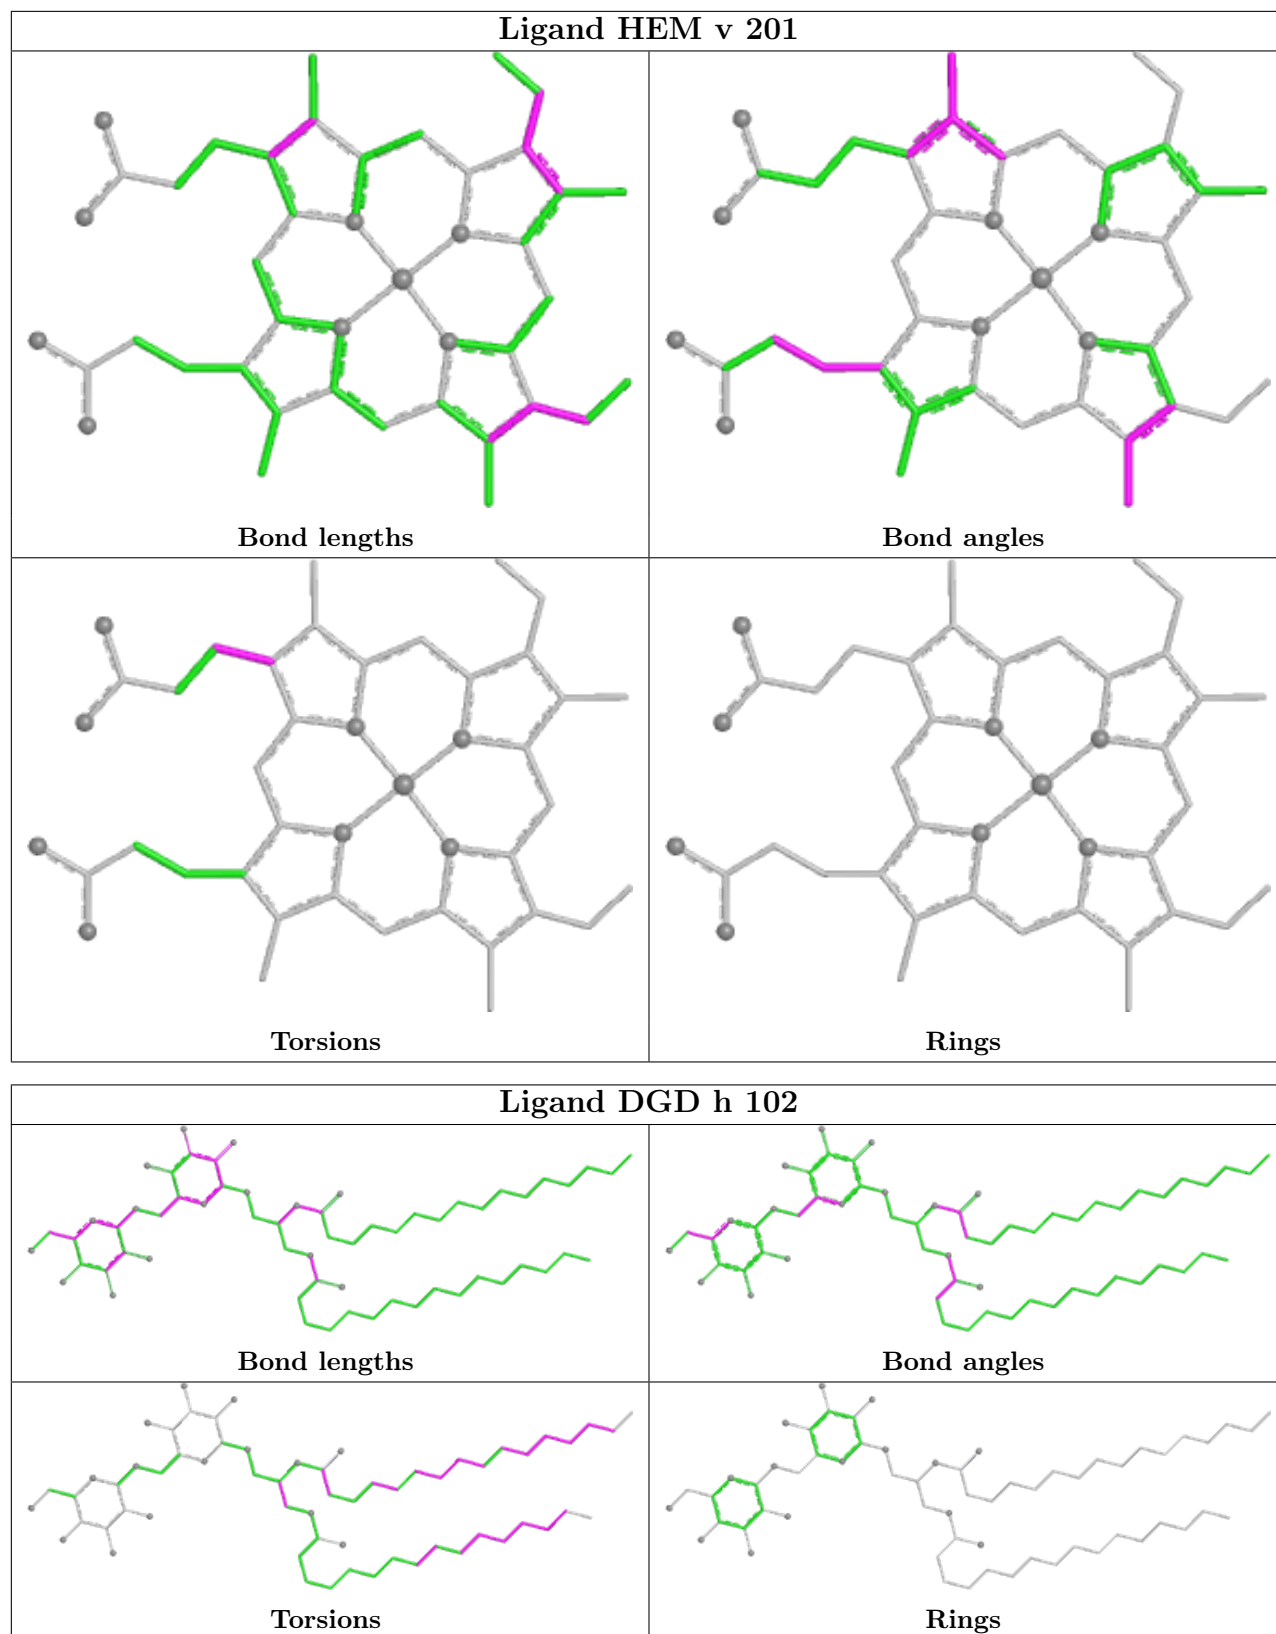 Ligand HEM v 201
Bond lengths
Bond angles
Torsions
Rings
Ligand DGD h 102
Bond lengths
Bond angles
Torsions
Rings